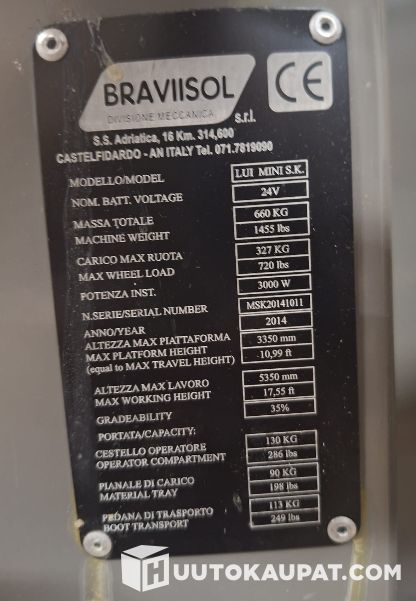 BRAVIISOL
DIVISIONE MECCANICA
s.r.l.
CE
S.S. Adriatica, 16 Km. 314,600
CASTELFIDARDO - AN ITALY Tel. 071.7819090
MODELLO/MODEL LUI MINI S.K.
NOM. BATT. VOLTAGE 24V
MASSA TOTALE 660 KG
MACHINE WEIGHT 1455 lbs
CARICO MAX RUOTA 327 KG
MAX WHEEL LOAD 720 lbs
POTENZA INST. 3000 W
N.SERIE/SERIAL NUMBER MSK20141011
ANNO/YEAR 2014
ALTEZZA MAX PIATTAFORMA 3350 mm
MAX PLATFORM HEIGHT 10,99 ft
(equal to MAX TRAVEL HEIGHT)
ALTEZZA MAX LAVORO 5350 mm
MAX WORKING HEIGHT 17,55 ft
GRADEABILITY 35%
PORTATA/CAPACITY:
CESTELLO OPERATORE 130 KG
OPERATOR COMPARTMENT 286 lbs
PIANALE DI CARICO 90 KG
MATERIAL TRAY 198 lbs
PEDANA DI TRASPORTO 113 KG
BOOT TRANSPORT 249 lbs
HUUTOKAUPAT.COM